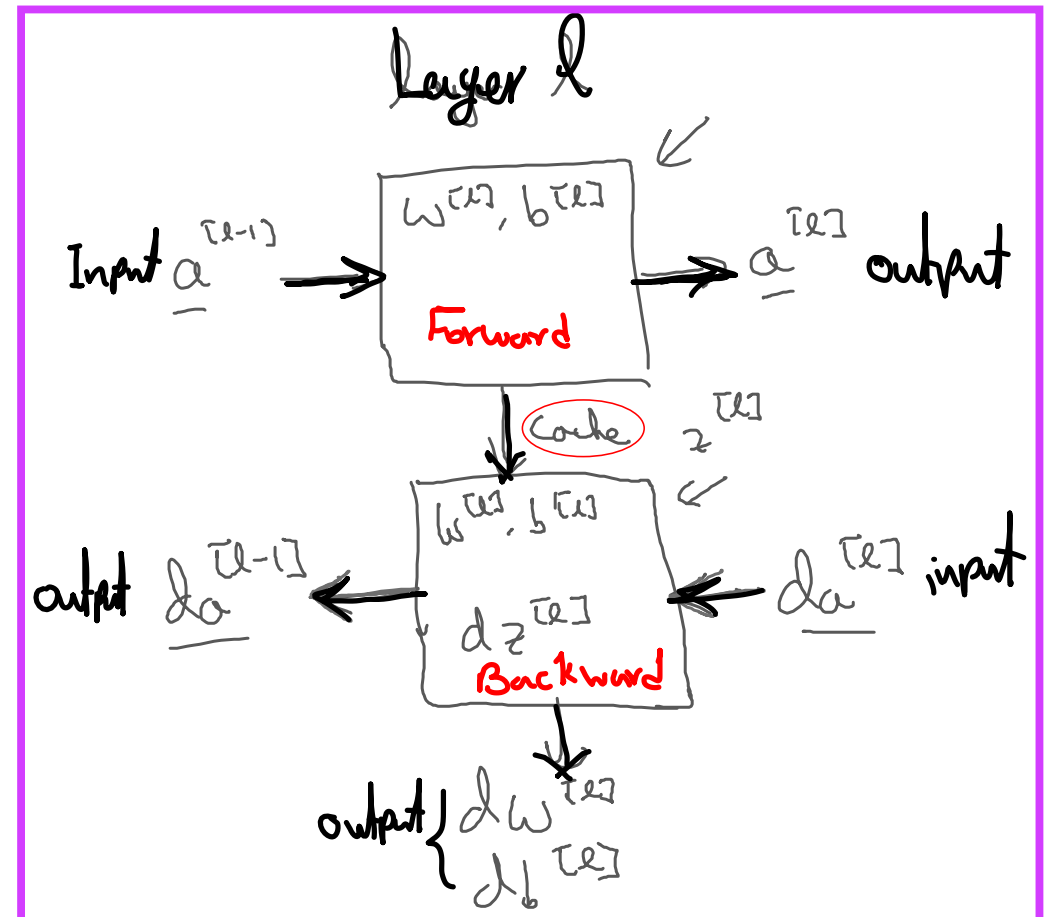 Layer l
w^[l], b^[l]
Input a^[l-1]
a^[l] output
Forward
Cache z^[l]
w^[l], b^[l]
output da^[l-1]
da^[l] input
dz^[l]
Backward
output { dw^[l]
db^[l]